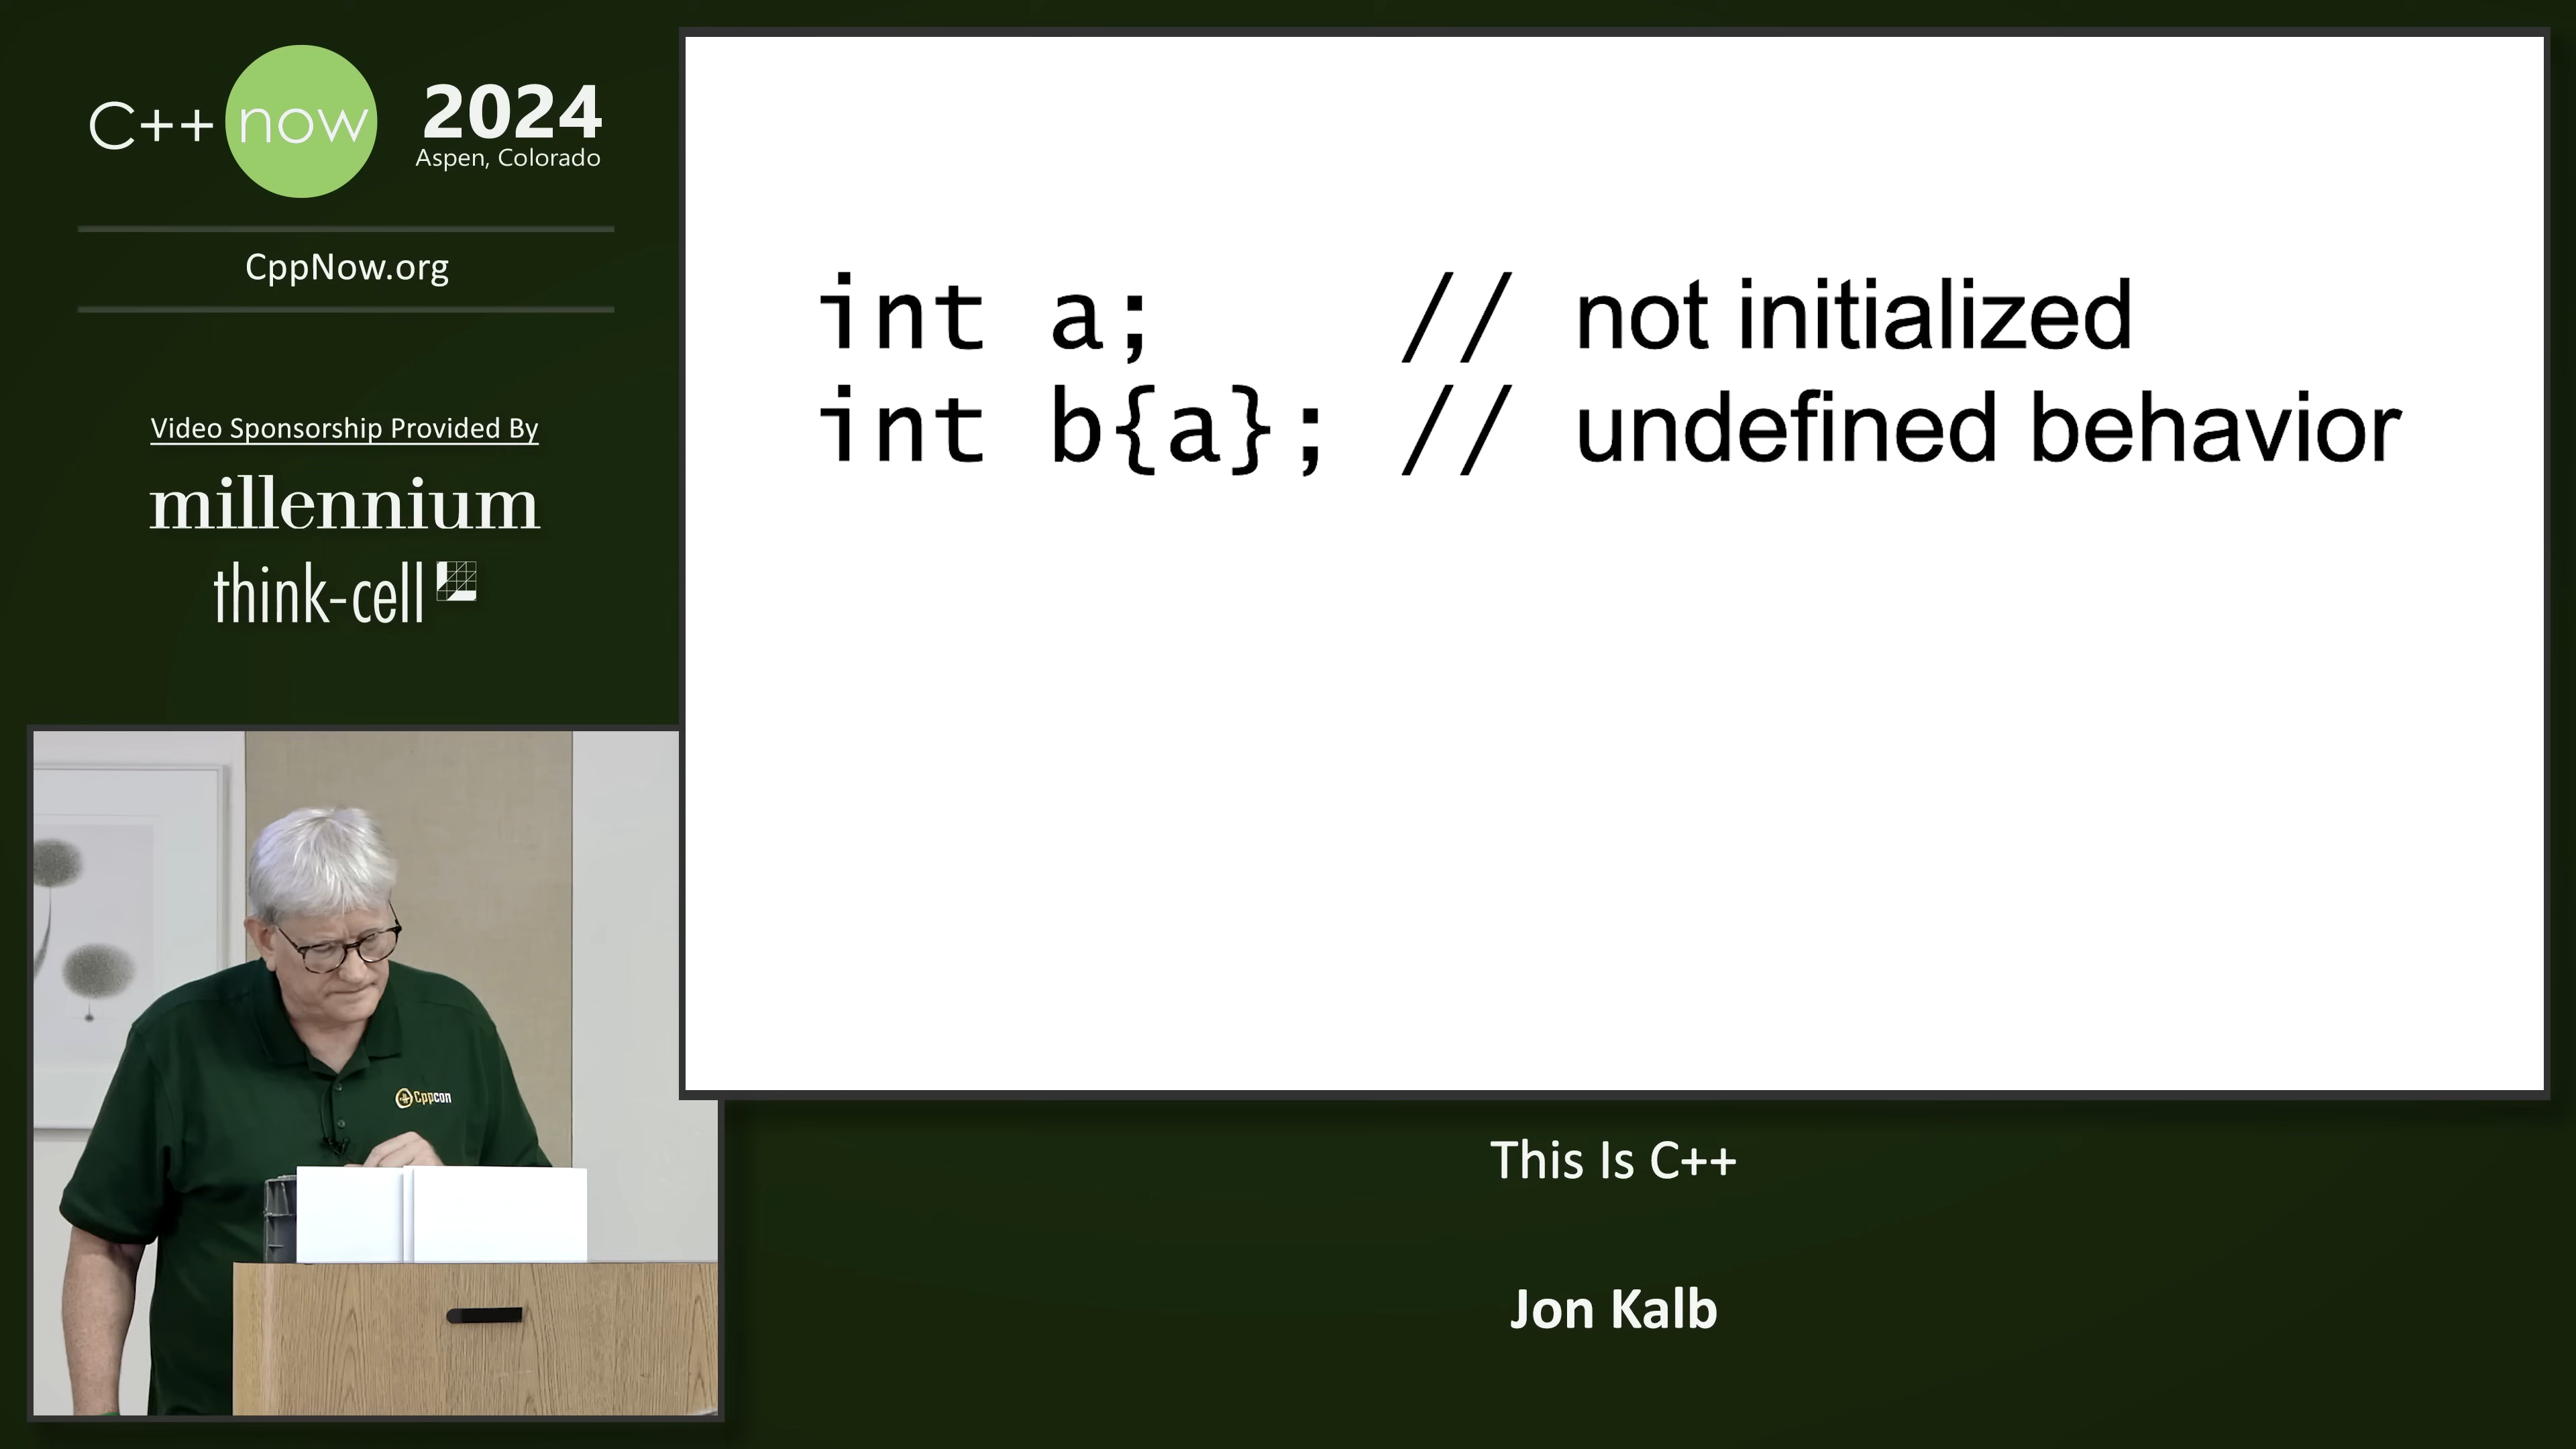 C++ now 2024
Aspen, Colorado
CppNow.org
Video Sponsorship Provided By
millennium
think-cell
int a; // not initialized
int b{a}; // undefined behavior
Cppcon
This Is C++
Jon Kalb